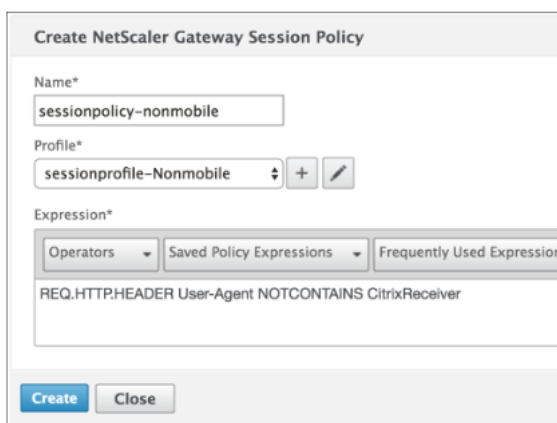 Create NetScaler Gateway Session Policy
Name*
sessionpolicy-nonmobile
Profile*
sessionprofile-Nonmobile
Expression*
Operators Saved Policy Expressions Frequently Used Expression
REQ.HTTP.HEADER User-Agent NOTCONTAINS CitrixReceiver
Create Close